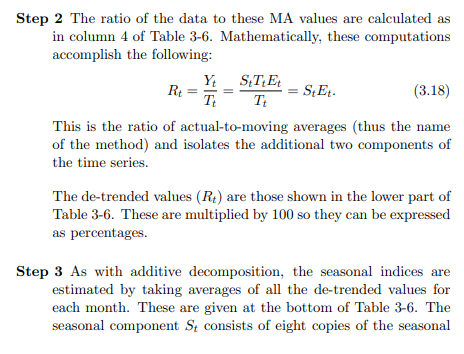 Step 2 The ratio of the data to these MA values are calculated as
in column 4 of Table 3-6. Mathematically, these computations
accomplish the following:
R_t = Y_t / T_t = S_t T_t E_t / T_t = S_t E_t. (3.18)
This is the ratio of actual-to-moving averages (thus the name
of the method) and isolates the additional two components of
the time series.
The de-trended values (R_t) are those shown in the lower part of
Table 3-6. These are multiplied by 100 so they can be expressed
as percentages.
Step 3 As with additive decomposition, the seasonal indices are
estimated by taking averages of all the de-trended values for
each month. These are given at the bottom of Table 3-6. The
seasonal component S_t consists of eight copies of the seasonal